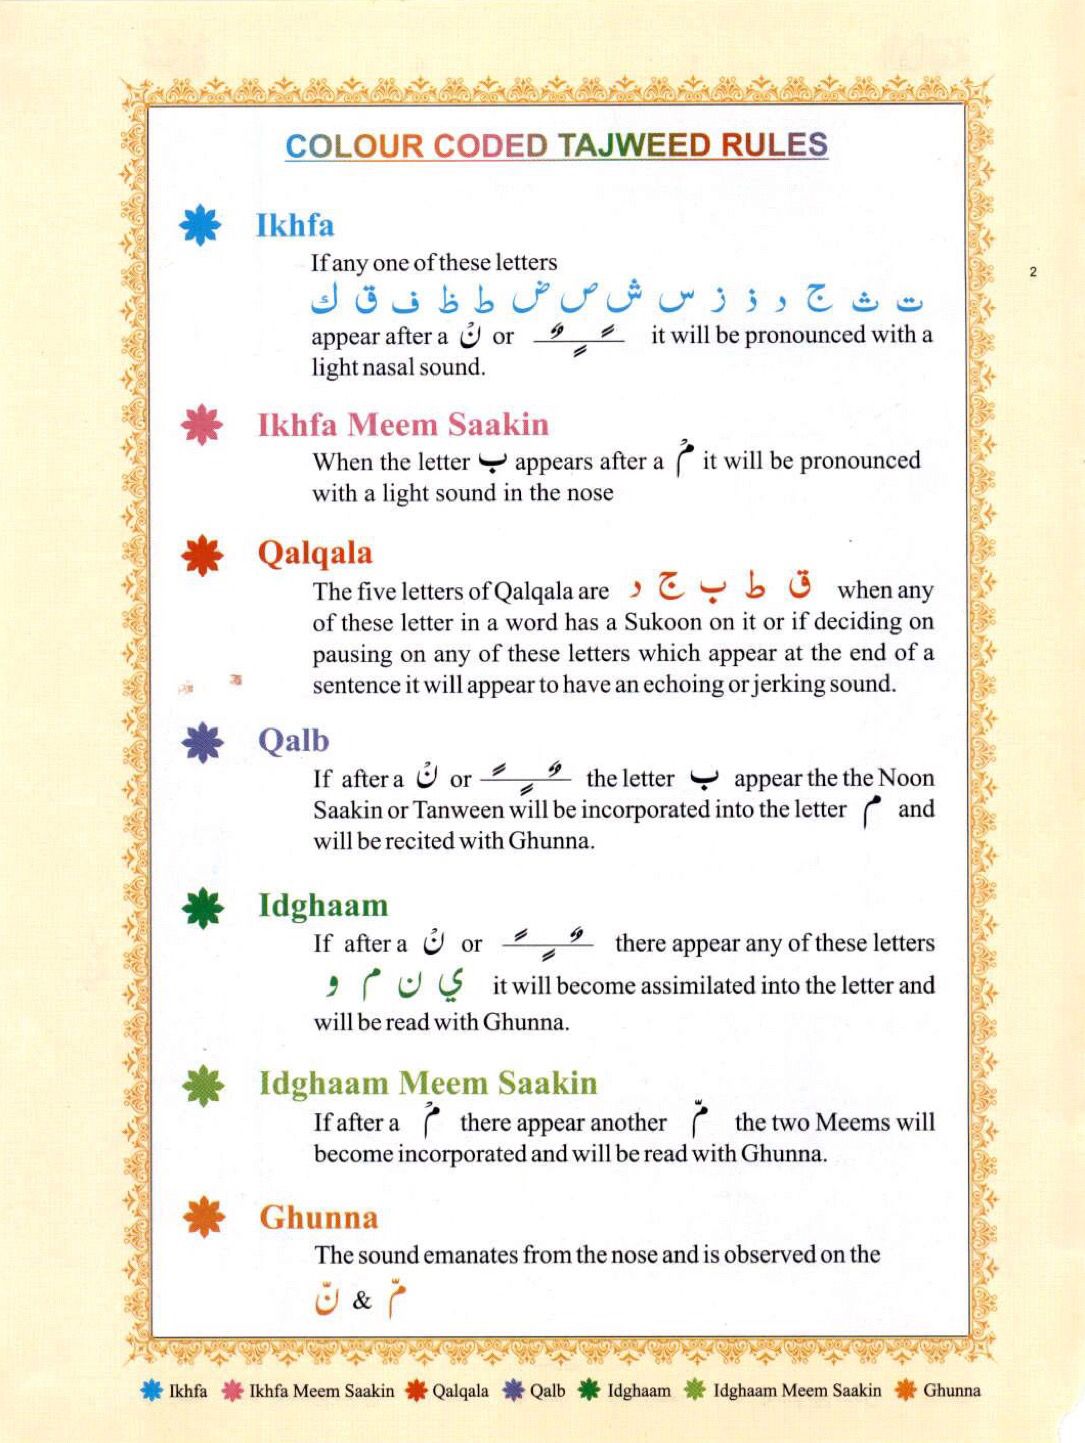 COLOUR CODED TAJWEED RULES
2
Ikhfa
If any one of these letters
ت ث ج د ذ ز س ش ص ض ط ظ ف ق ك
appear after a نْ or ـًـٍـٌ it will be pronounced with a
light nasal sound.
Ikhfa Meem Saakin
When the letter ب appears after a مْ it will be pronounced
with a light sound in the nose
Qalqala
The five letters of Qalqala are ق ط ب ج د when any
of these letter in a word has a Sukoon on it or if deciding on
pausing on any of these letters which appear at the end of a
sentence it will appear to have an echoing or jerking sound.
Qalb
If after a نْ or ـٌـٍـً the letter ب appear the the Noon
Saakin or Tanween will be incorporated into the letter م and
will be recited with Ghunna.
Idghaam
If after a نْ or ـٌـٍـً there appear any of these letters
ي ن م و it will become assimilated into the letter and
will be read with Ghunna.
Idghaam Meem Saakin
If after a مْ there appear another مّ the two Meems will
become incorporated and will be read with Ghunna.
Ghunna
The sound emanates from the nose and is observed on the
نّ & مّ
Ikhfa Ikhfa Meem Saakin Qalqala Qalb Idghaam Idghaam Meem Saakin Ghunna